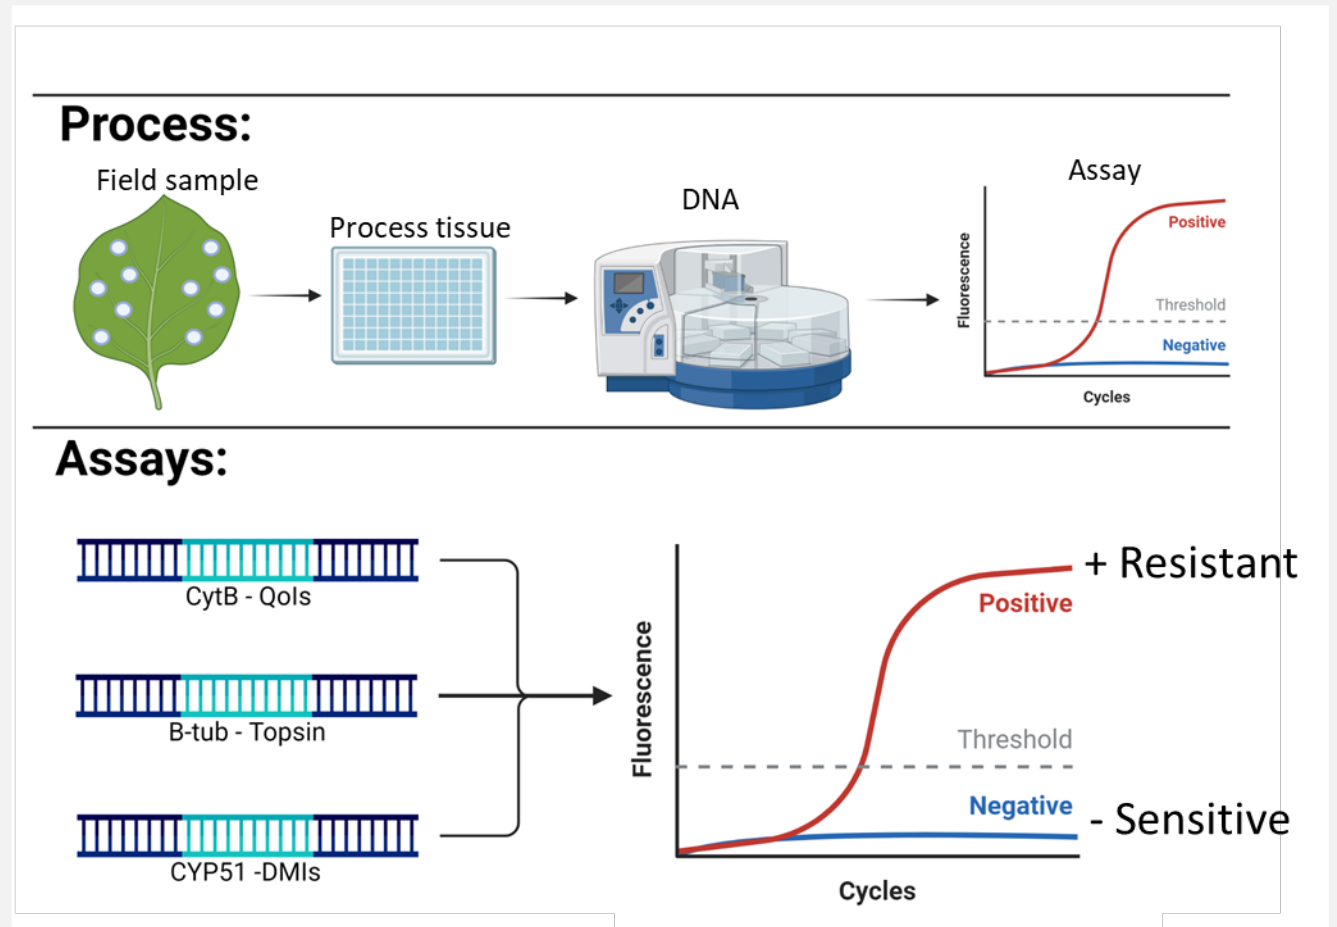 Process:
Field sample
Process tissue
DNA
Assay
Fluorescence
Positive
Threshold
Negative
Cycles
Assays:
CytB - QoIs
B-tub - Topsin
CYP51 -DMIs
Fluorescence
+ Resistant
Positive
Threshold
Negative
- Sensitive
Cycles